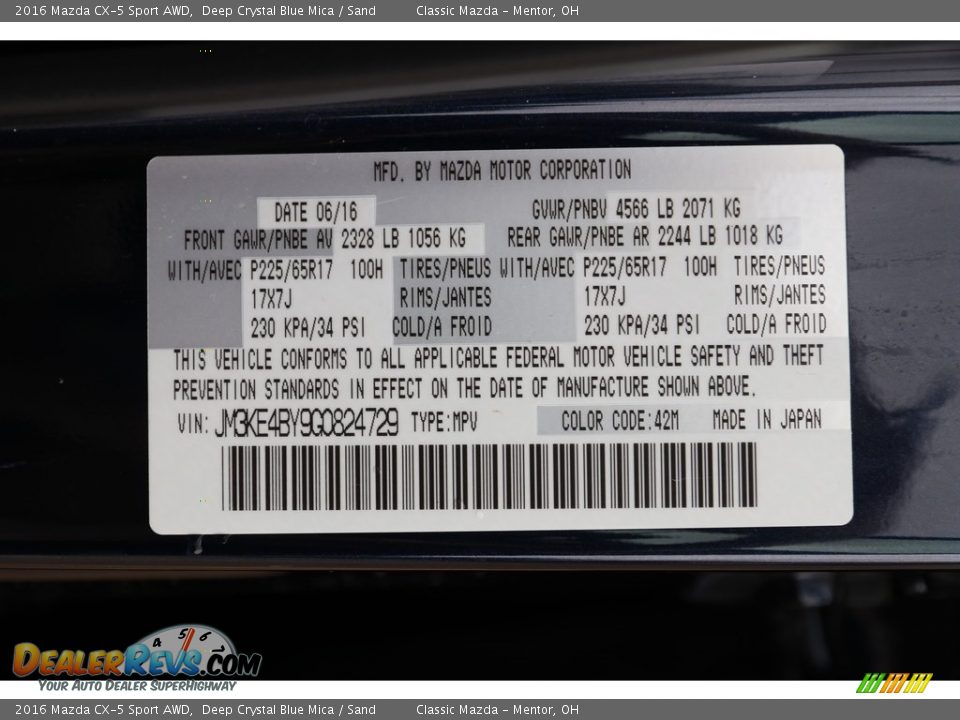 2016 Mazda CX-5 Sport AWD, Deep Crystal Blue Mica / Sand Classic Mazda - Mentor, OH
MFD. BY MAZDA MOTOR CORPORATION
DATE 06/16 GVWR/PNBV 4566 LB 2071 KG
FRONT GAWR/PNBE AV 2328 LB 1056 KG REAR GAWR/PNBE AR 2244 LB 1018 KG
WITH/AVEC P225/65R17 100H TIRES/PNEUS WITH/AVEC P225/65R17 100H TIRES/PNEUS
17X7J RIMS/JANTES 17X7J RIMS/JANTES
230 KPA/34 PSI COLD/A FROID 230 KPA/34 PSI COLD/A FROID
THIS VEHICLE CONFORMS TO ALL APPLICABLE FEDERAL MOTOR VEHICLE SAFETY AND THEFT
PREVENTION STANDARDS IN EFFECT ON THE DATE OF MANUFACTURE SHOWN ABOVE.
VIN: JM3KE4BY9G0824729 TYPE:MPV COLOR CODE:42M MADE IN JAPAN
4 5 6 7
DEALERREVS.COM
YOUR AUTO DEALER SUPERHIGHWAY
2016 Mazda CX-5 Sport AWD, Deep Crystal Blue Mica / Sand Classic Mazda - Mentor, OH